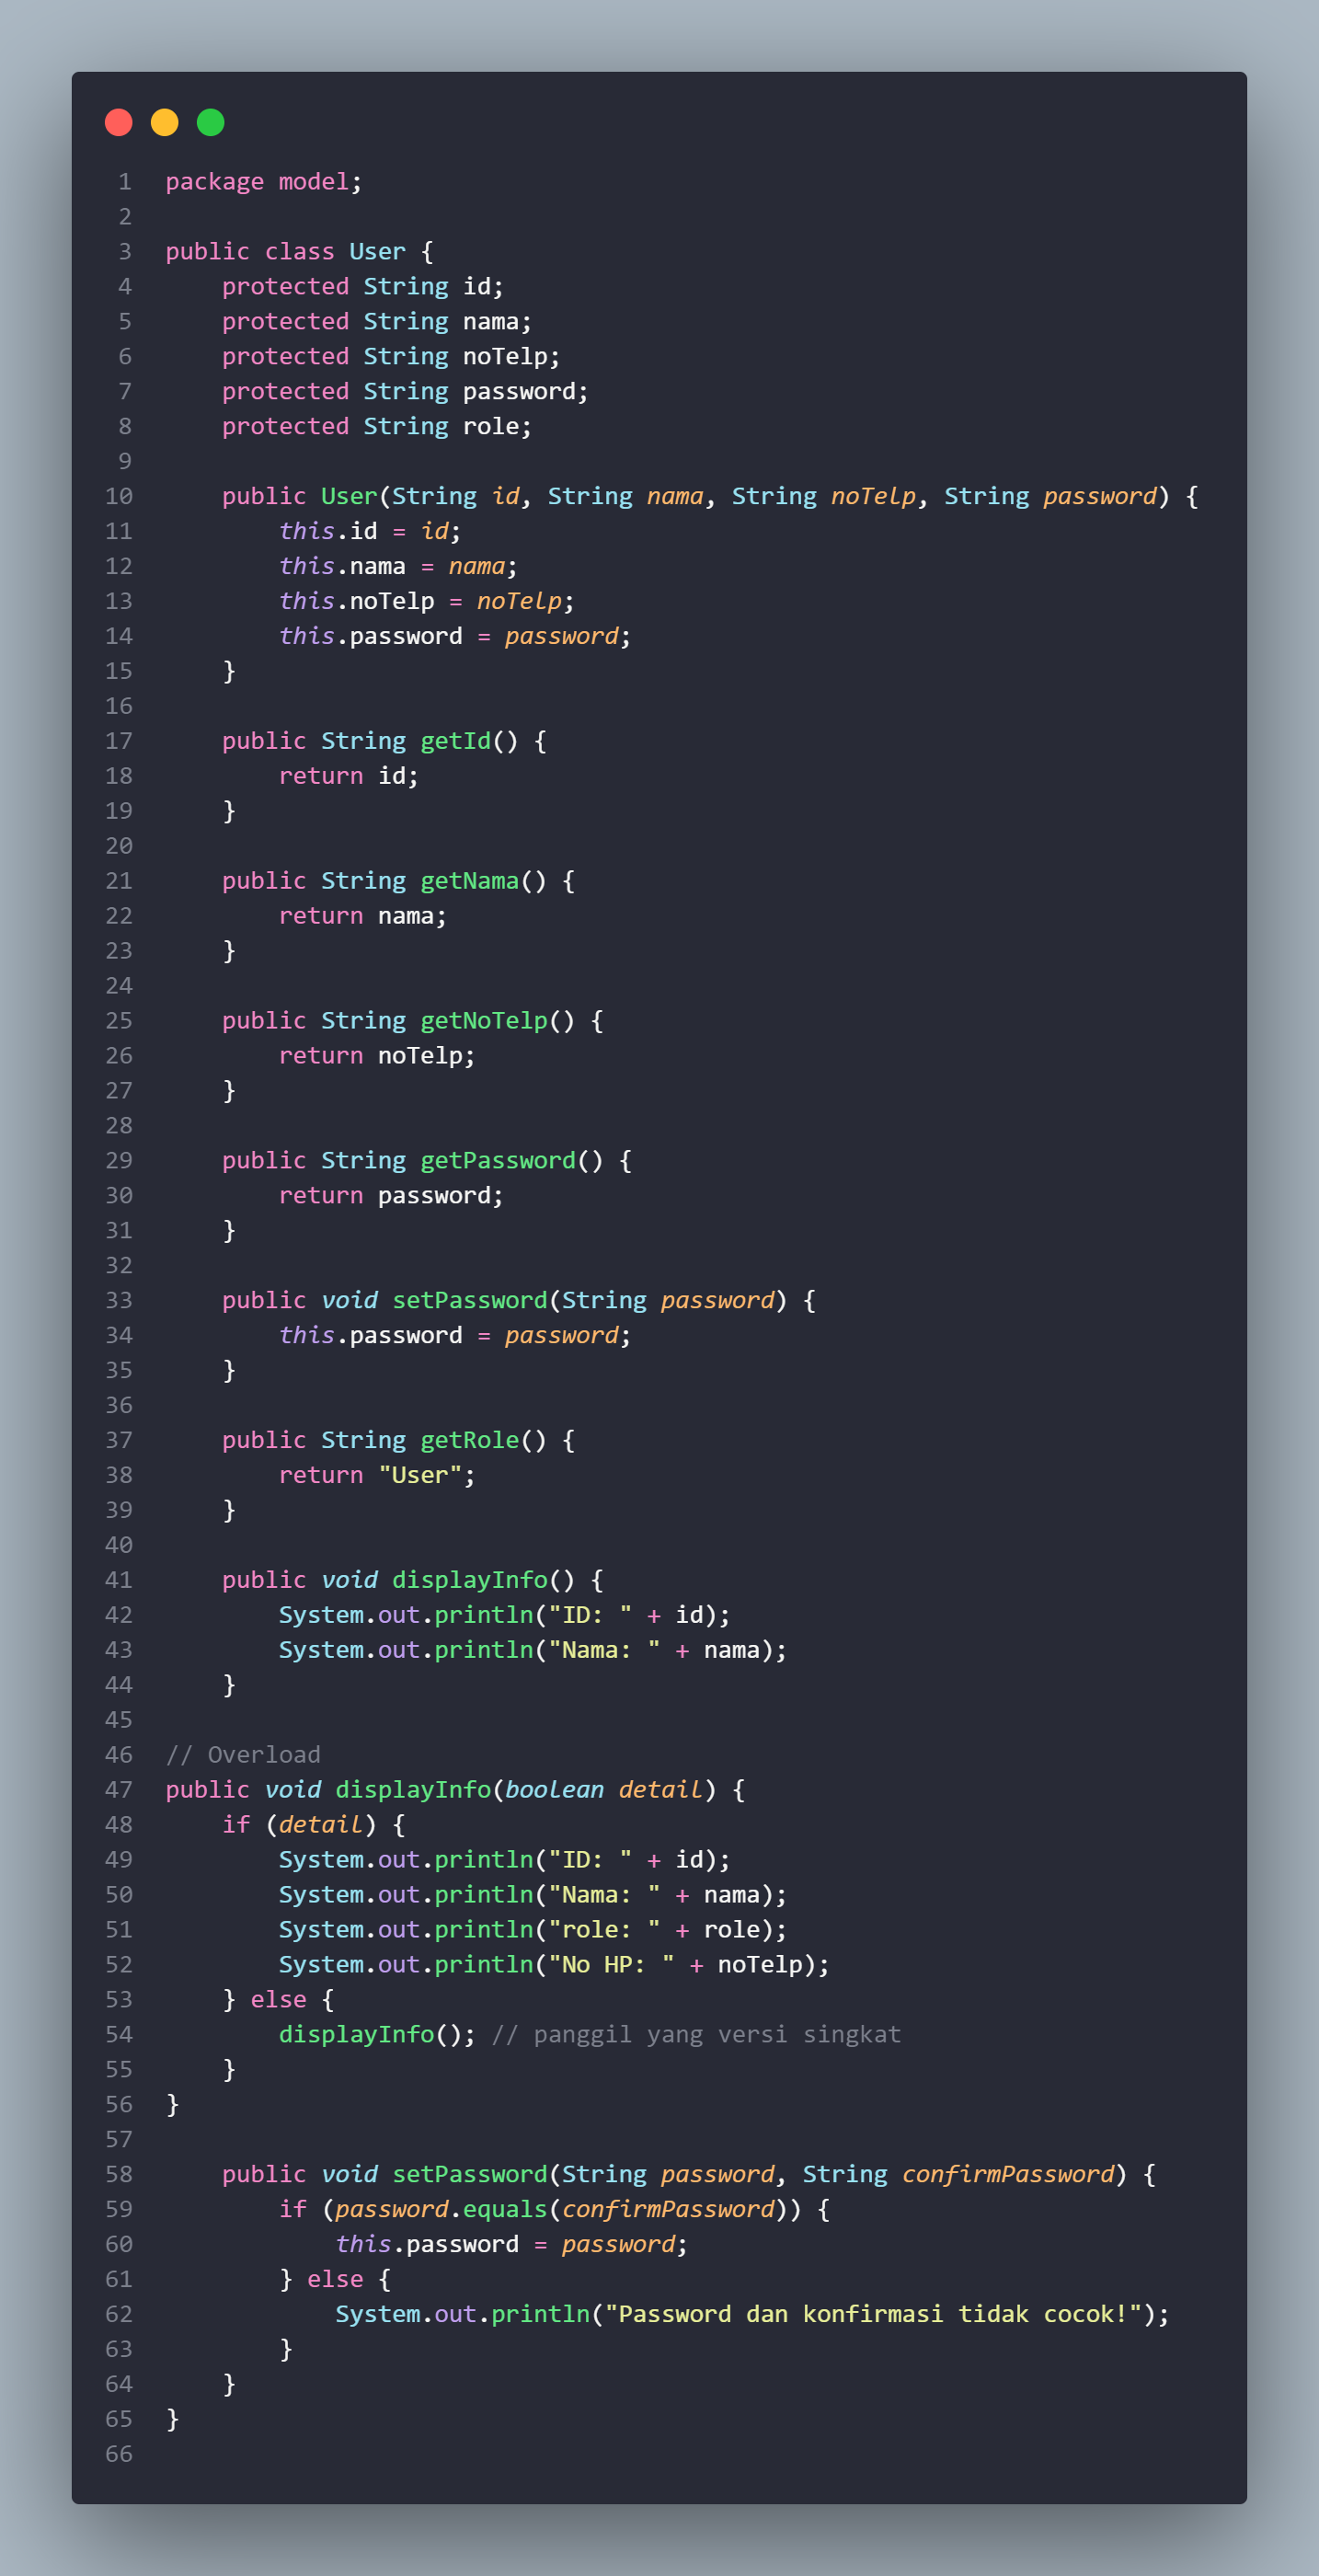 1 package model;
2
3 public class User {
4     protected String id;
5     protected String nama;
6     protected String noTelp;
7     protected String password;
8     protected String role;
9
10     public User(String id, String nama, String noTelp, String password) {
11         this.id = id;
12         this.nama = nama;
13         this.noTelp = noTelp;
14         this.password = password;
15     }
16
17     public String getId() {
18         return id;
19     }
20
21     public String getNama() {
22         return nama;
23     }
24
25     public String getNoTelp() {
26         return noTelp;
27     }
28
29     public String getPassword() {
30         return password;
31     }
32
33     public void setPassword(String password) {
34         this.password = password;
35     }
36
37     public String getRole() {
38         return "User";
39     }
40
41     public void displayInfo() {
42         System.out.println("ID: " + id);
43         System.out.println("Nama: " + nama);
44     }
45
46 // Overload
47 public void displayInfo(boolean detail) {
48     if (detail) {
49         System.out.println("ID: " + id);
50         System.out.println("Nama: " + nama);
51         System.out.println("role: " + role);
52         System.out.println("No HP: " + noTelp);
53     } else {
54         displayInfo(); // panggil yang versi singkat
55     }
56 }
57
58     public void setPassword(String password, String confirmPassword) {
59         if (password.equals(confirmPassword)) {
60             this.password = password;
61         } else {
62             System.out.println("Password dan konfirmasi tidak cocok!");
63         }
64     }
65 }
66